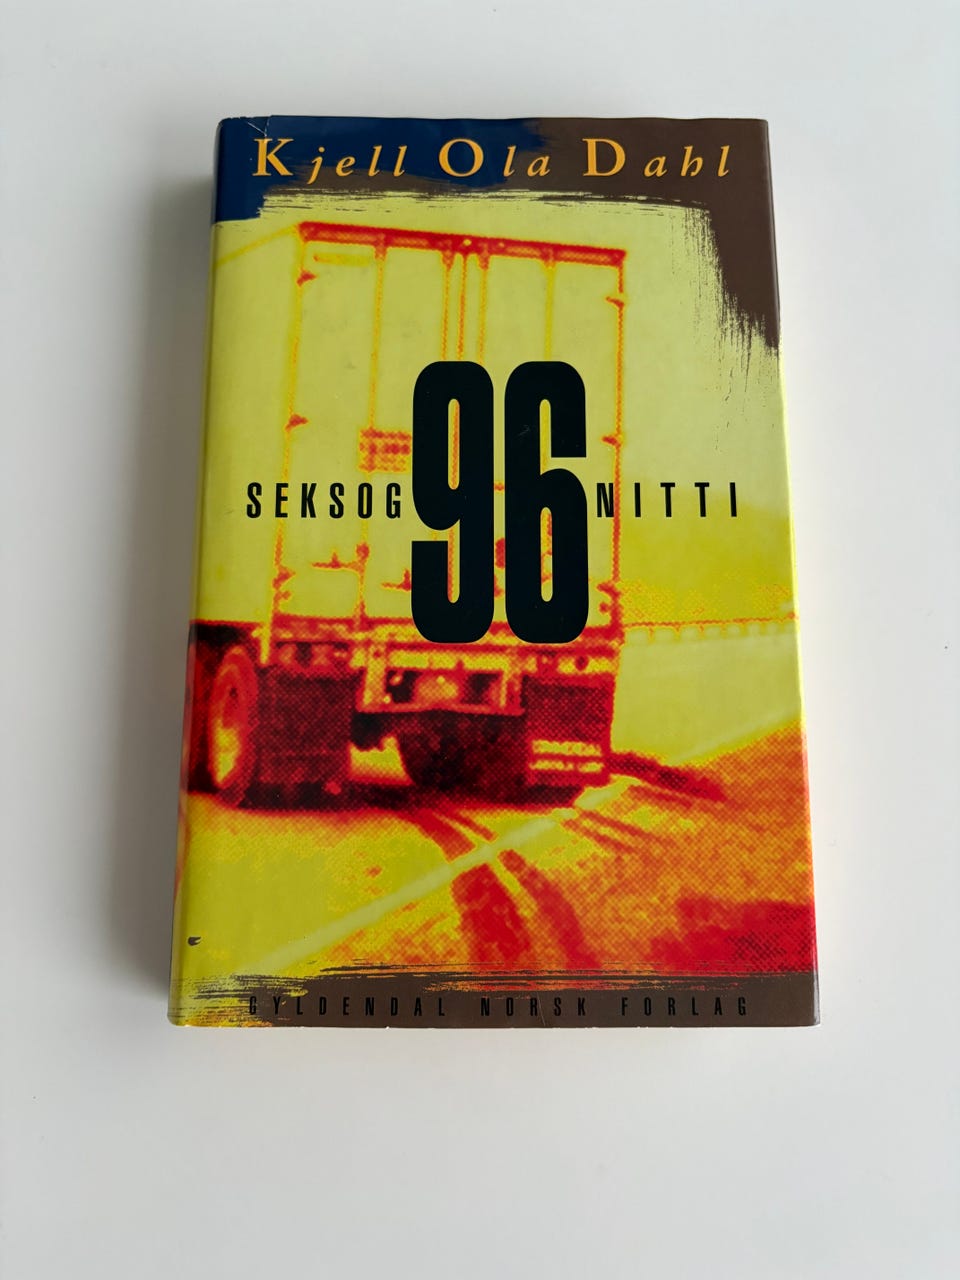 Kjell Ola Dahl
SEKSOG 96 NITTI
GYLDENDAL NORSK FORLAG